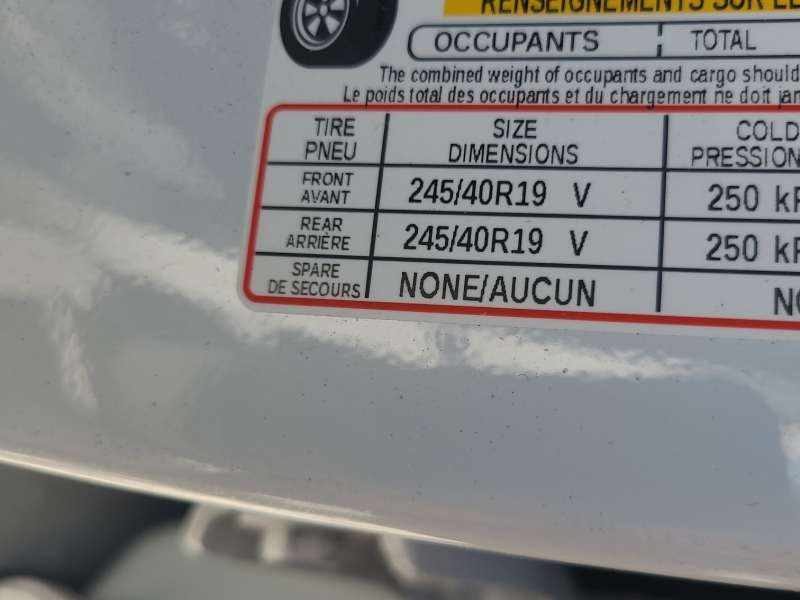 RENSEIGNEMENTS SUR
OCCUPANTS TOTAL
The combined weight of occupants and cargo should
Le poids total des occupants et du chargement ne doit
TIRE SIZE COLD
PNEU DIMENSIONS PRESSION
FRONT
AVANT 245/40R19 V 250
REAR
ARRIÈRE 245/40R19 V 250
SPARE
DE SECOURS NONE/AUCUN